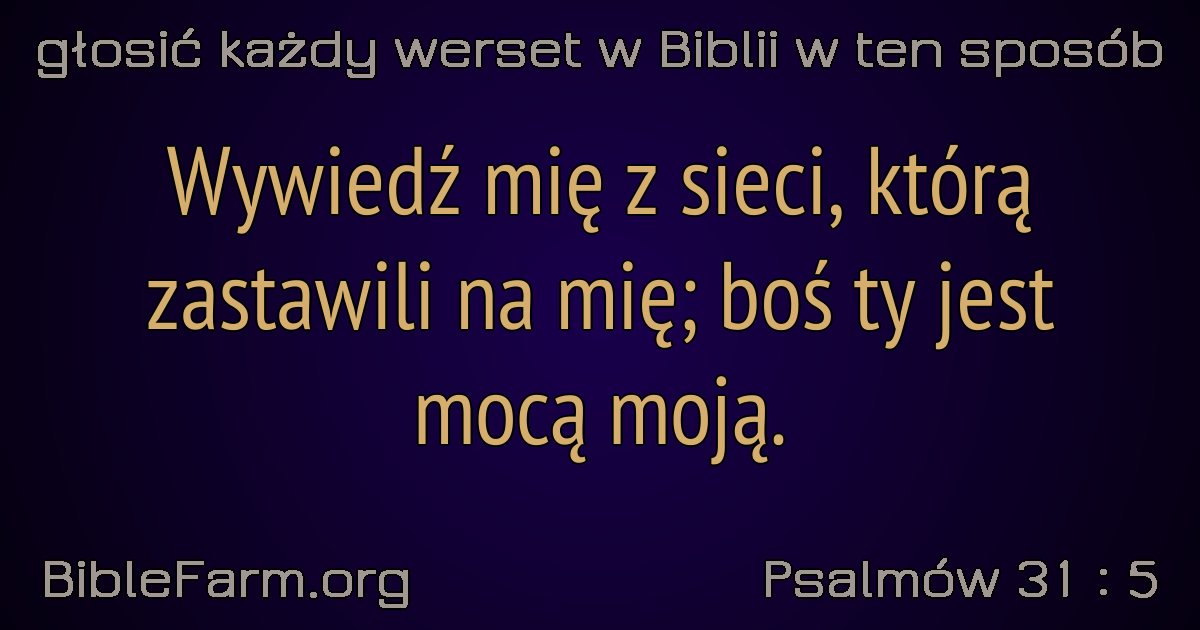 głosić każdy werset w Biblii w ten sposób
Wywiedź mię z sieci, którą
zastawili na mię; boś ty jest
mocą moją.
BibleFarm.org
Psalmów 31 : 5